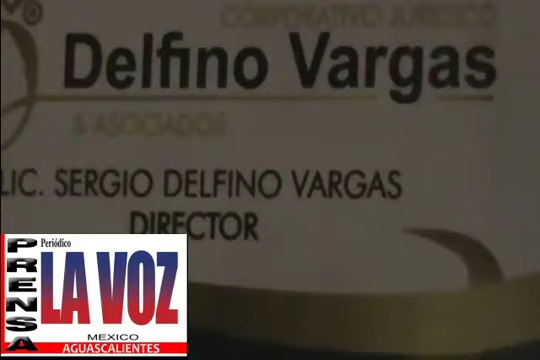 CORPORATIVO JURIDICO
Delfino Vargas
& ASOCIADOS
LIC. SERGIO DELFINO VARGAS
DIRECTOR
PRENSA
Periódico
LA VOZ
MEXICO
AGUASCALIENTES